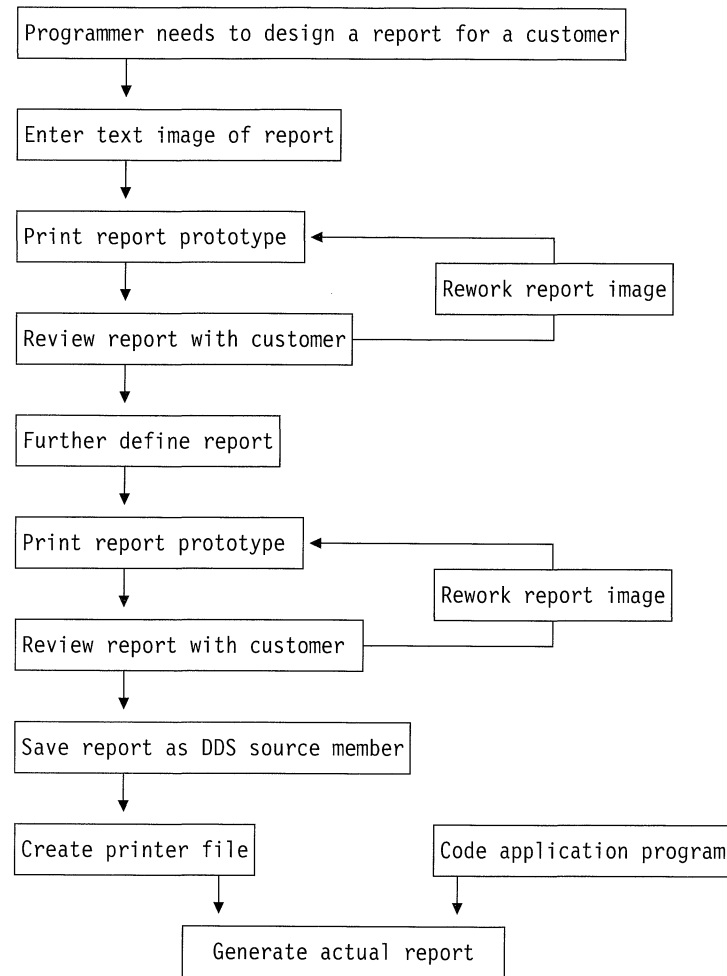 Programmer needs to design a report for a customer
Enter text image of report
Print report prototype
Rework report image
Review report with customer
Further define report
Print report prototype
Rework report image
Review report with customer
Save report as DDS source member
Create printer file
Code application program
Generate actual report